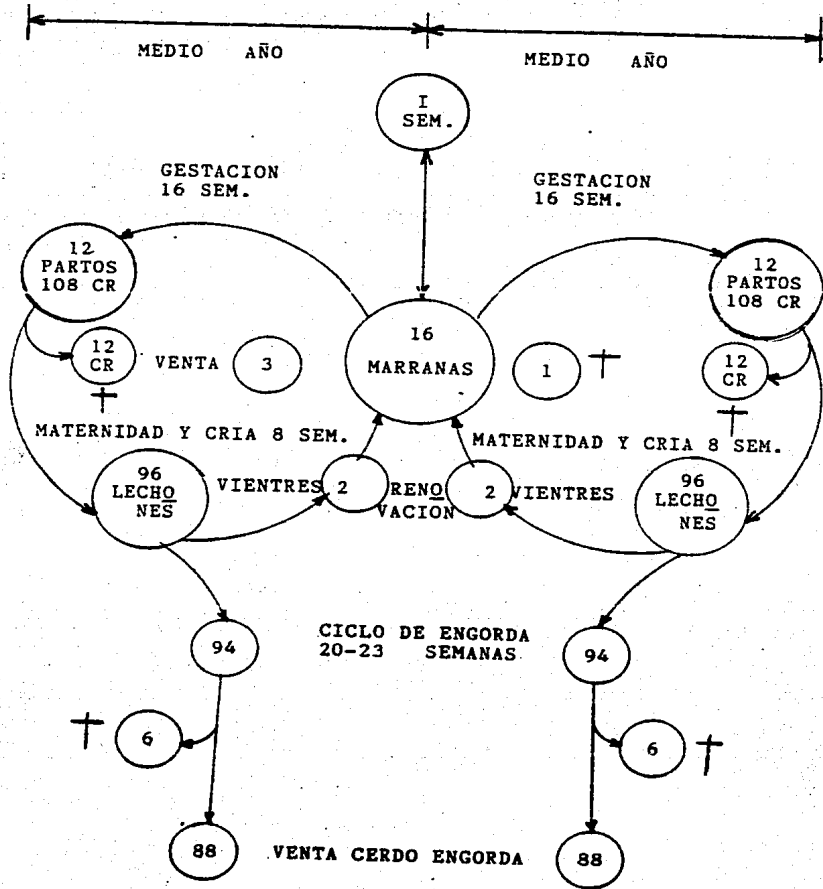 MEDIO AÑO
MEDIO AÑO
I
SEM.
GESTACION
16 SEM.
GESTACION
16 SEM.
12
PARTOS
108 CR
12
PARTOS
108 CR
16
MARRANAS
12
CR
VENTA
3
1
12
CR
MATERNIDAD Y CRIA 8 SEM.
MATERNIDAD Y CRIA 8 SEM.
96
LECHO
NES
VIENTRES
2
RENO
VACION
2
VIENTRES
96
LECHO
NES
94
CICLO DE ENGORDA
20-23 SEMANAS
94
6
6
88
VENTA CERDO ENGORDA
88